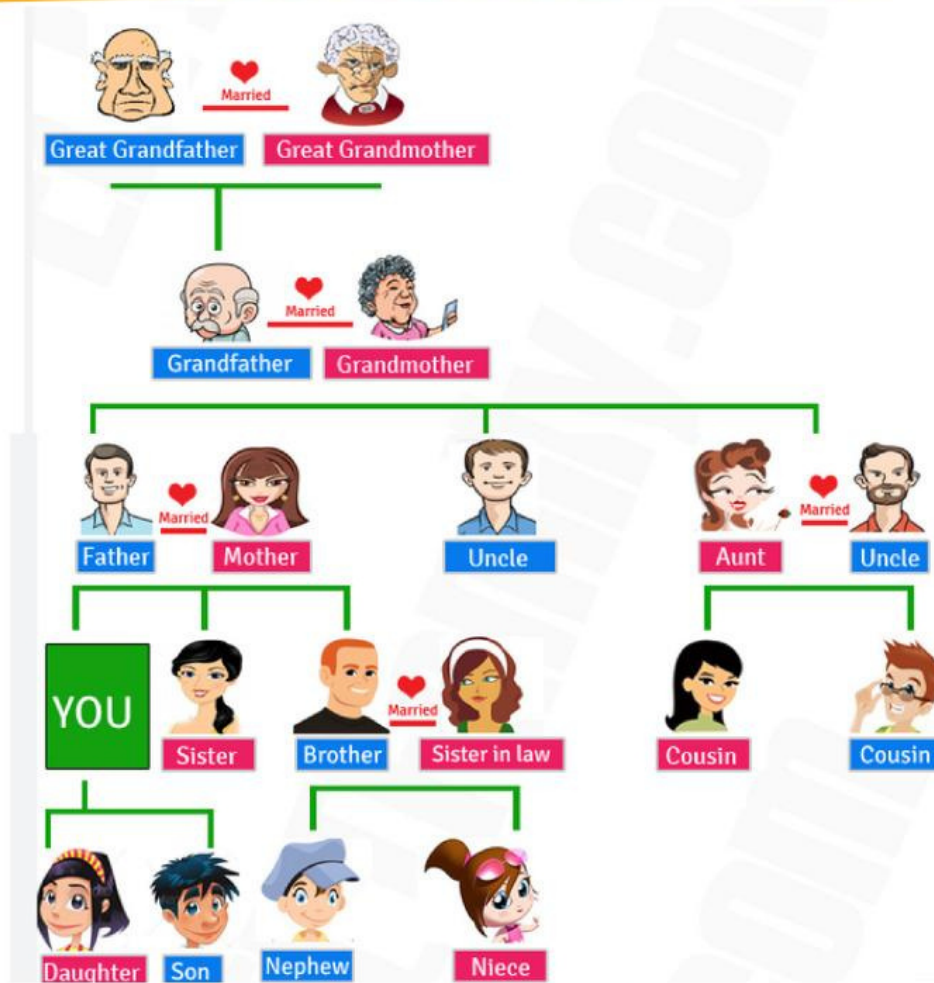 Married
Great Grandfather Great Grandmother
Married
Grandfather Grandmother
Married Married
Father Mother Uncle Aunt Uncle
YOU Married
Sister Brother Sister in law Cousin Cousin
Daughter Son Nephew Niece